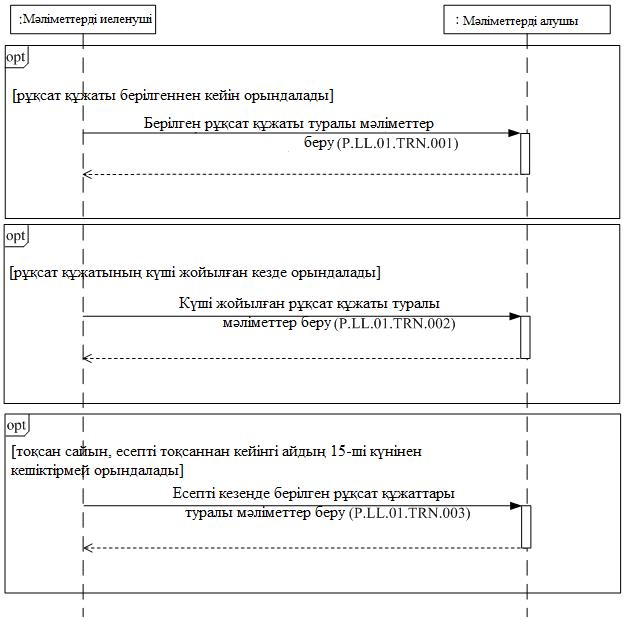 :Мәліметтерді иеленуші
: Мәліметтерді алушы
opt
[рұқсат құжаты берілгеннен кейін орындалады]
Берілген рұқсат құжаты туралы мәліметтер
беру (P.LL.01.TRN.001)
opt
[рұқсат құжатының күші жойылған кезде орындалады]
Күші жойылған рұқсат құжаты туралы
мәліметтер беру (P.LL.01.TRN.002)
opt
[тоқсан сайын, есепті тоқсаннан кейінгі айдың 15-ші күнінен
кешіктірмей орындалады]
Есепті кезеңде берілген рұқсат құжаттары
туралы мәліметтер беру (P.LL.01.TRN.003)